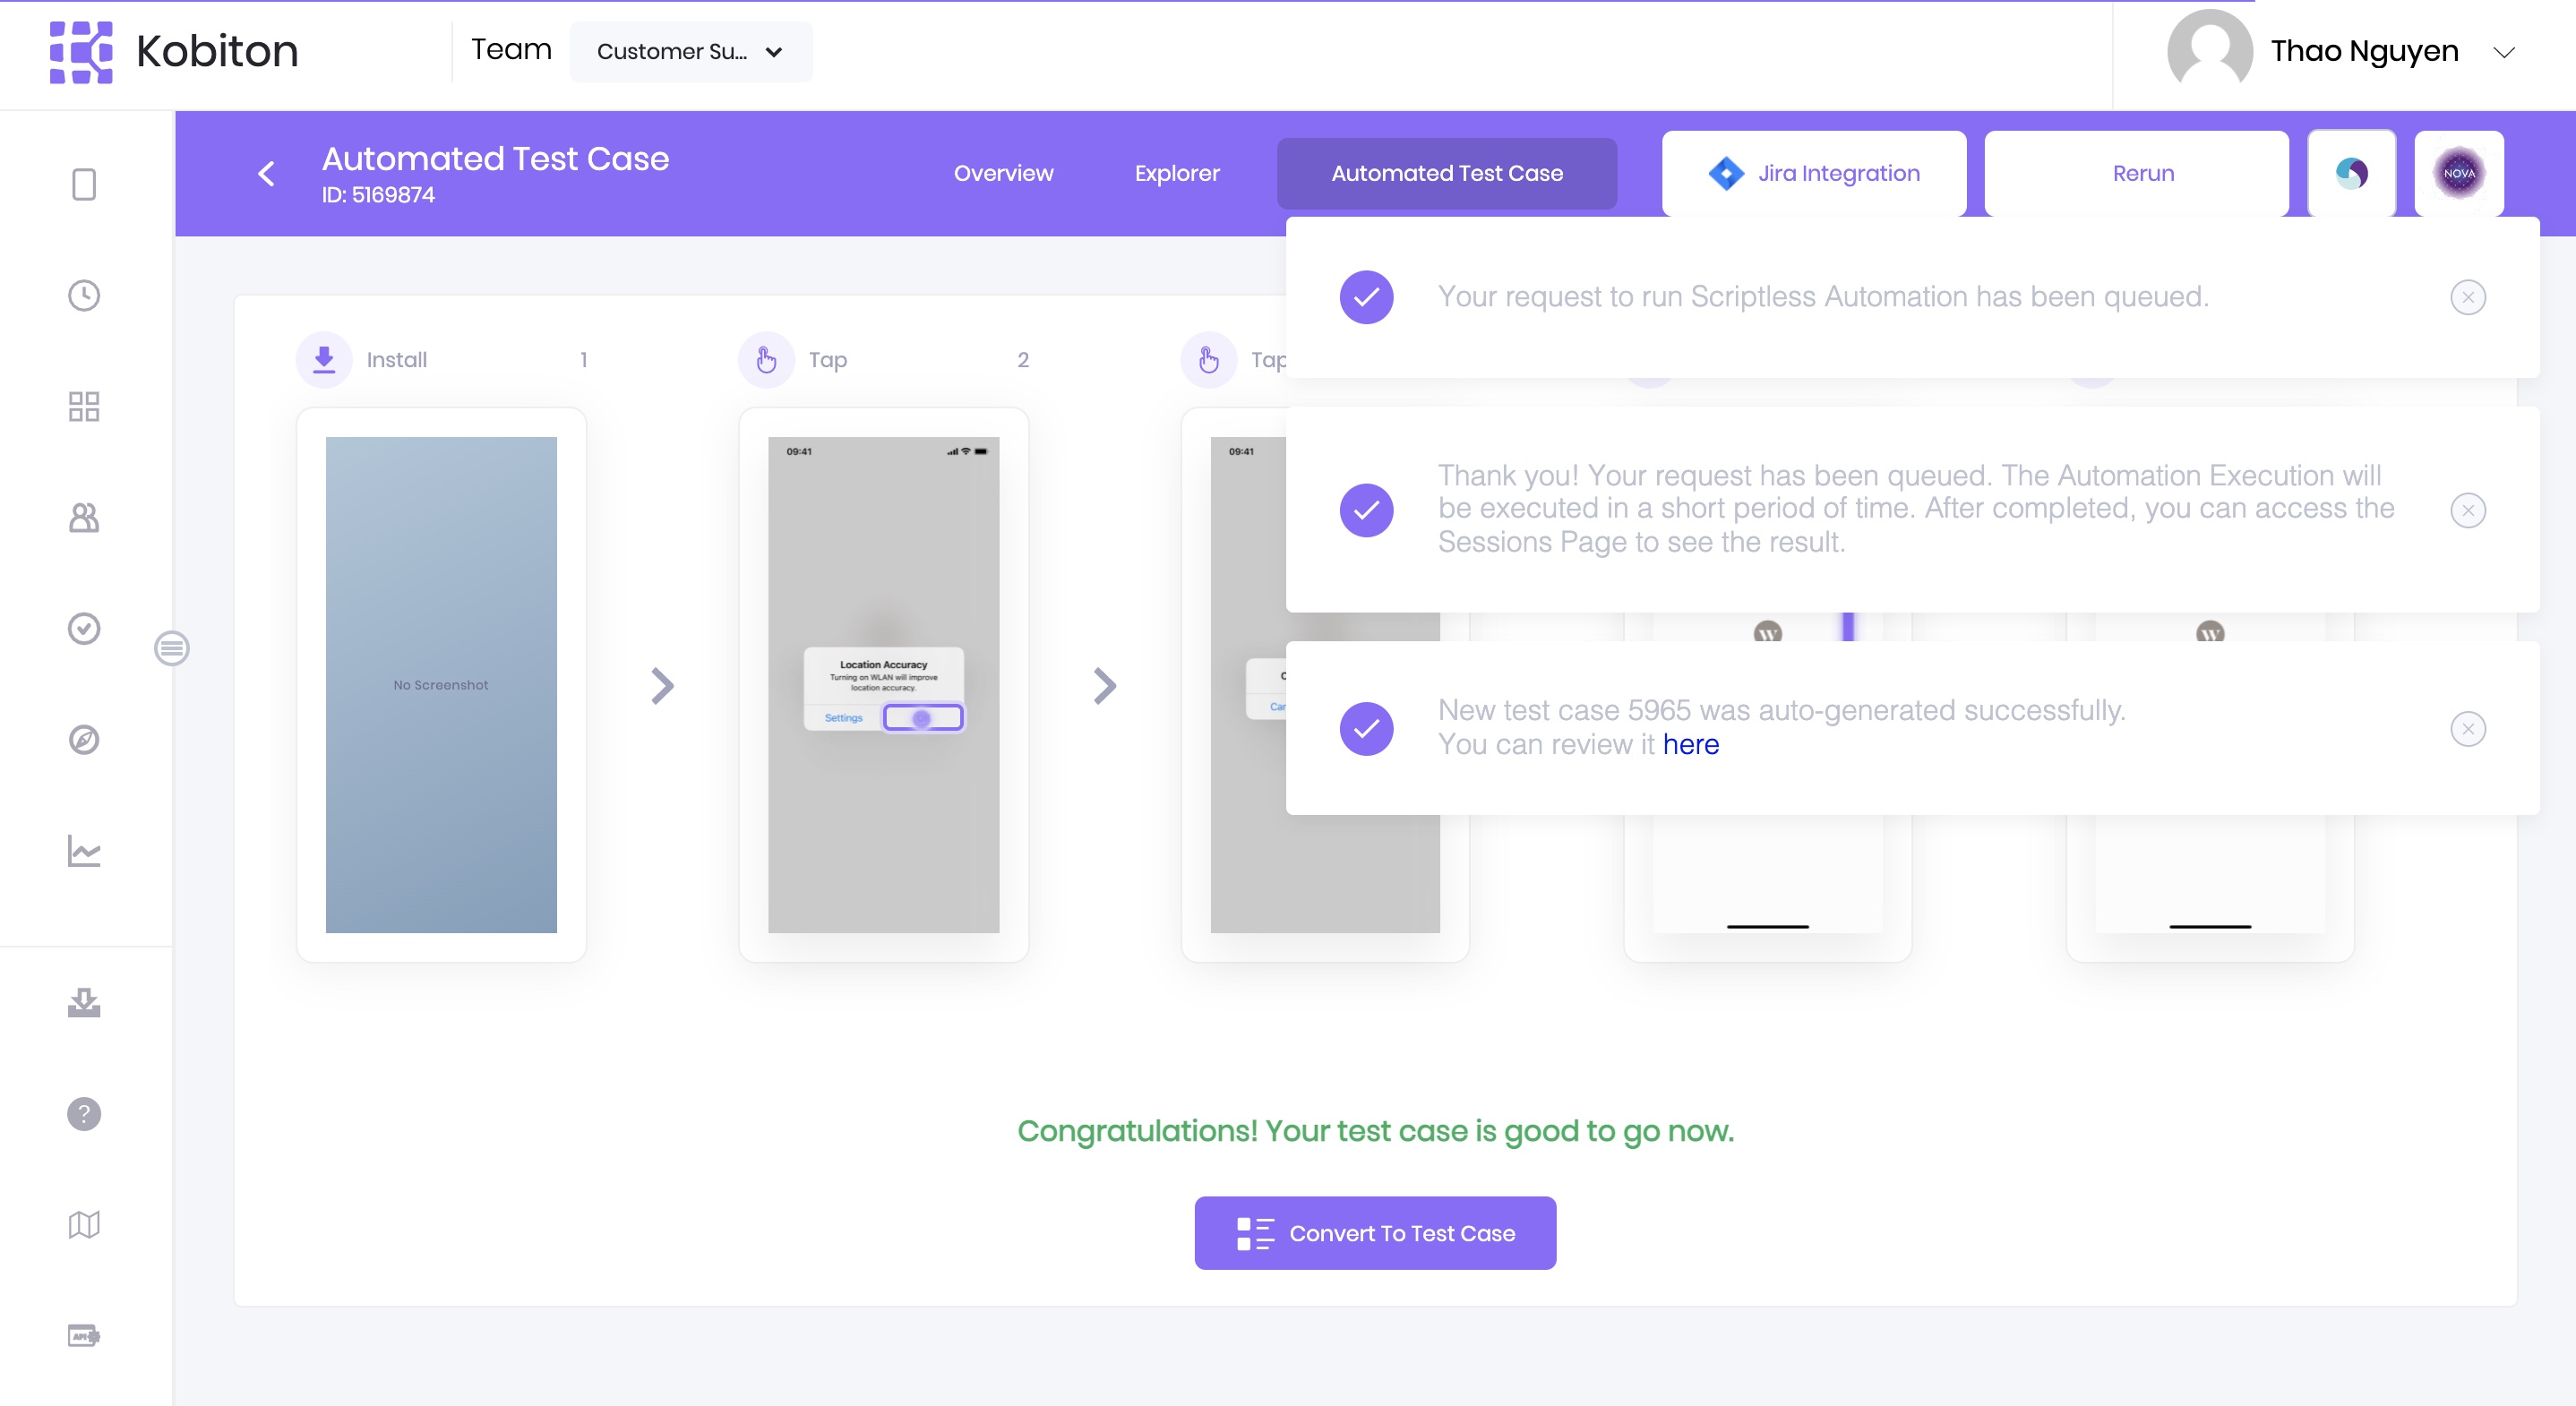 Kobiton
Team
Customer Su...
Thao Nguyen
Automated Test Case
ID: 5169874
Overview
Explorer
Automated Test Case
Jira Integration
Rerun
NOVA
Your request to run Scriptless Automation has been queued.
Install
1
Tap
2
Tap
Thank you! Your request has been queued. The Automation Execution will
be executed in a short period of time. After completed, you can access the
Sessions Page to see the result.
09:41
09:41
No Screenshot
Location Accuracy
Turning on WLAN will improve
location accuracy.
Settings
W
W
New test case 5965 was auto-generated successfully.
You can review it here
Congratulations! Your test case is good to go now.
Convert To Test Case
?
API